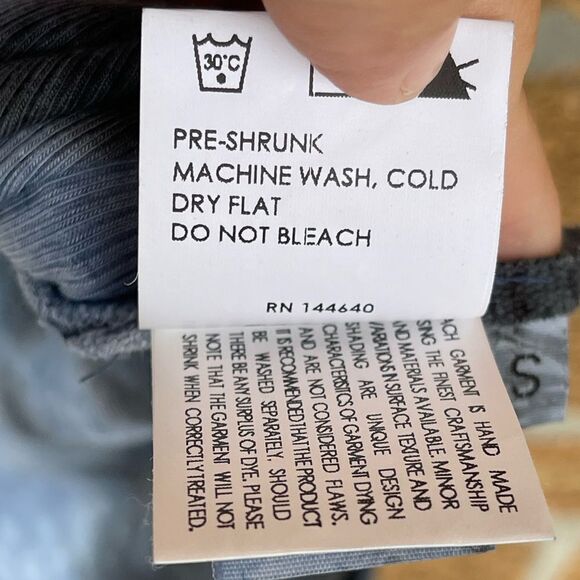 30°C
PRE-SHRUNK
MACHINE WASH, COLD
DRY FLAT
DO NOT BLEACH
RN 144640
ACH GARMENT IS HAND MADE
SING THE FINEST CRAFTSMANSHIP
AND MATERIALS AVAILABLE. MINOR
VARIATIONS IN SURFACE TEXTURE AND
SHADING ARE UNIQUE DESIGN
CHARACTERISTICS OF GARMENT DYING
AND ARE NOT CONSIDERED FLAWS.
IT IS RECOMMENDED THAT THE PRODUCT
BE WASHED SEPARATELY, SHOULD
THERE BE ANY SURPLUS OF DYE. PLEASE
NOTE THAT THE GARMENT WILL NOT
SHRINK WHEN CORRECTLY TREATED.
S